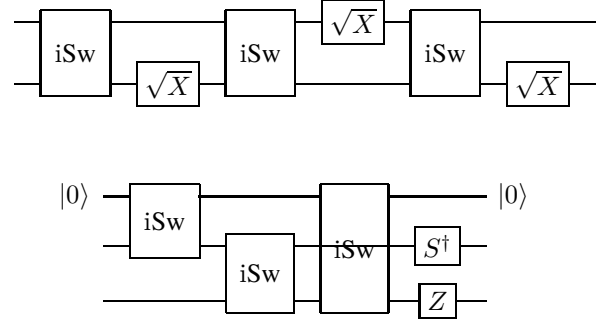 √X
iSw iSw iSw
√X √X
|0⟩ |0⟩
iSw
iSw iSw S†
Z